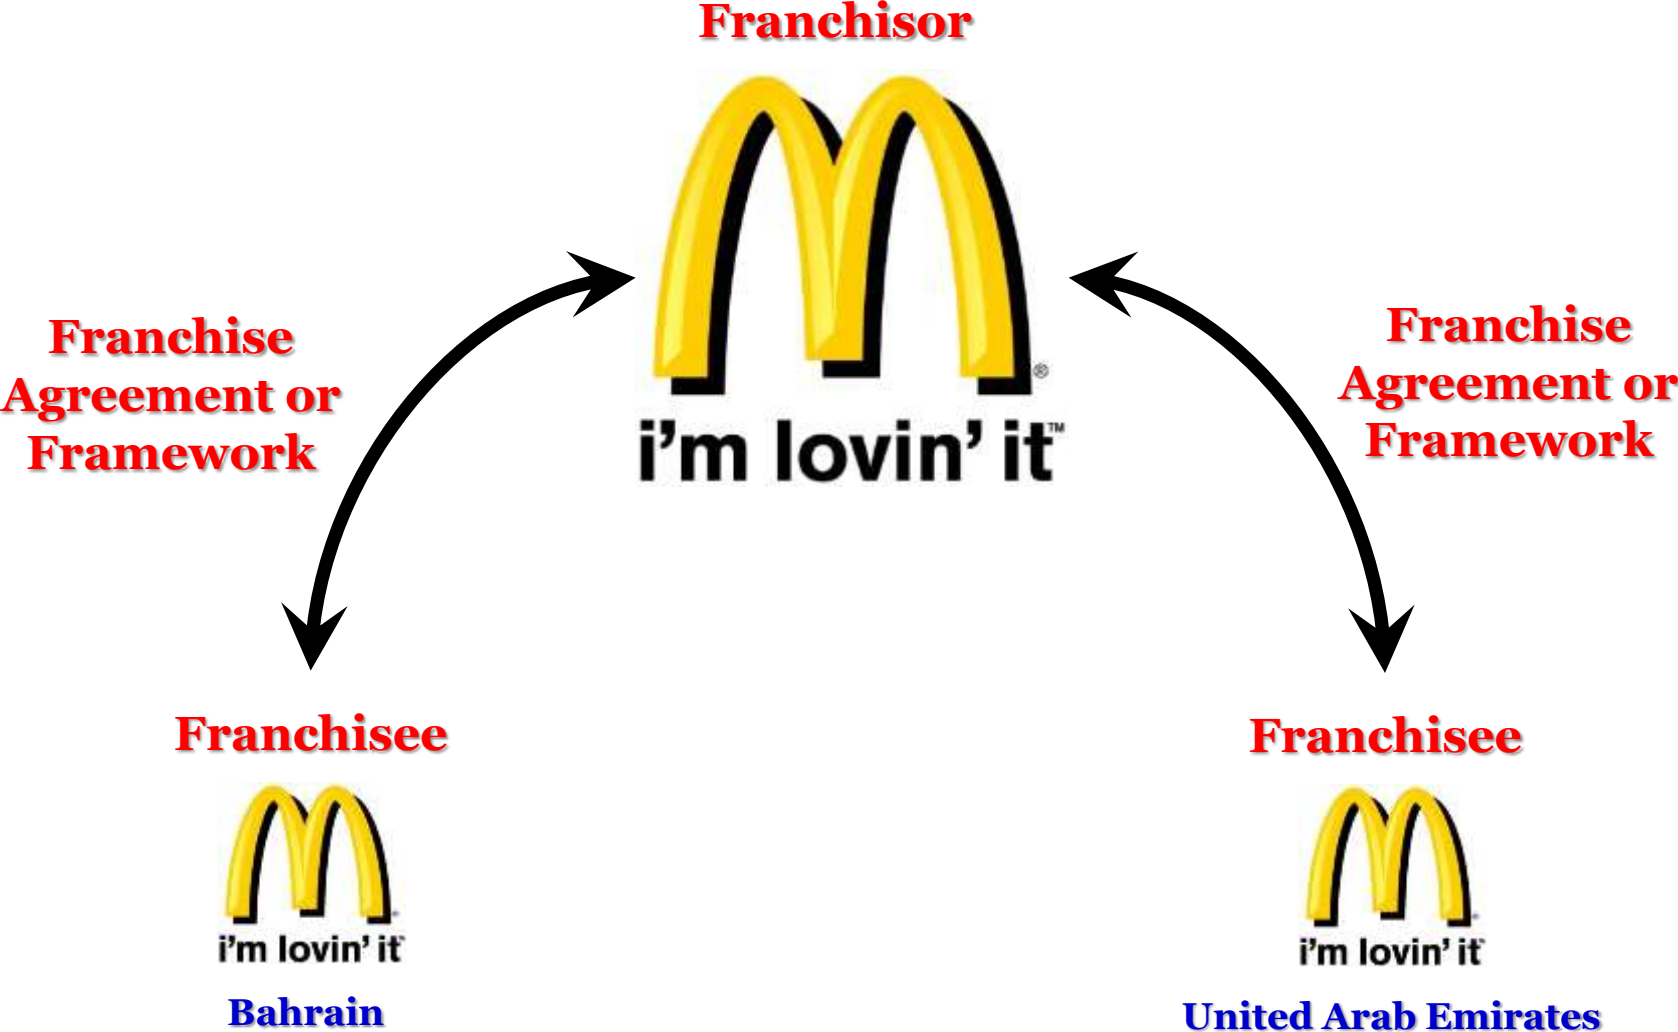 Franchisor
®
i'm lovin' it™
Franchise
Agreement or
Framework
Franchise
Agreement or
Framework
Franchisee
i'm lovin' it
Bahrain
Franchisee
i'm lovin' it
United Arab Emirates